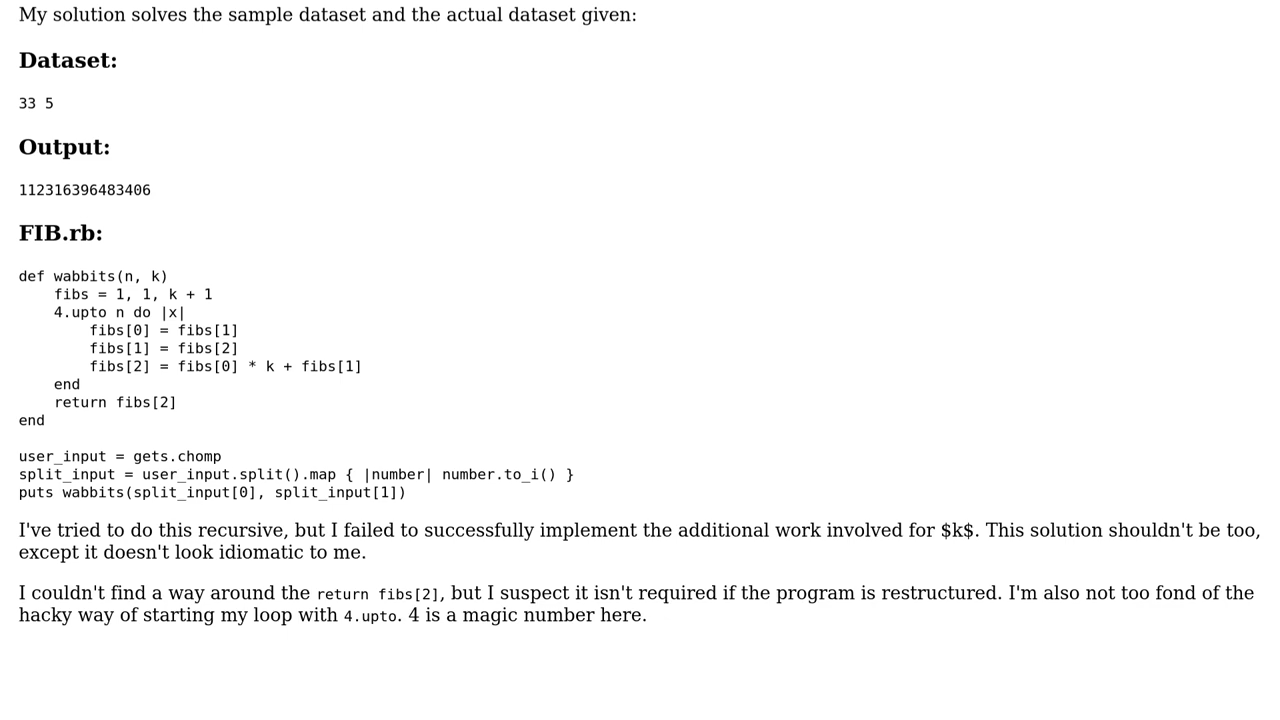 My solution solves the sample dataset and the actual dataset given:
Dataset:
33 5
Output:
112316396483406
FIB.rb:
def wabbits(n, k)
    fibs = 1, 1, k + 1
    4.upto n do |x|
        fibs[0] = fibs[1]
        fibs[1] = fibs[2]
        fibs[2] = fibs[0] * k + fibs[1]
    end
    return fibs[2]
end
user_input = gets.chomp
split_input = user_input.split().map { |number| number.to_i() }
puts wabbits(split_input[0], split_input[1])
I've tried to do this recursive, but I failed to successfully implement the additional work involved for $k$. This solution shouldn't be too,
except it doesn't look idiomatic to me.
I couldn't find a way around the return fibs[2], but I suspect it isn't required if the program is restructured. I'm also not too fond of the
hacky way of starting my loop with 4.upto. 4 is a magic number here.